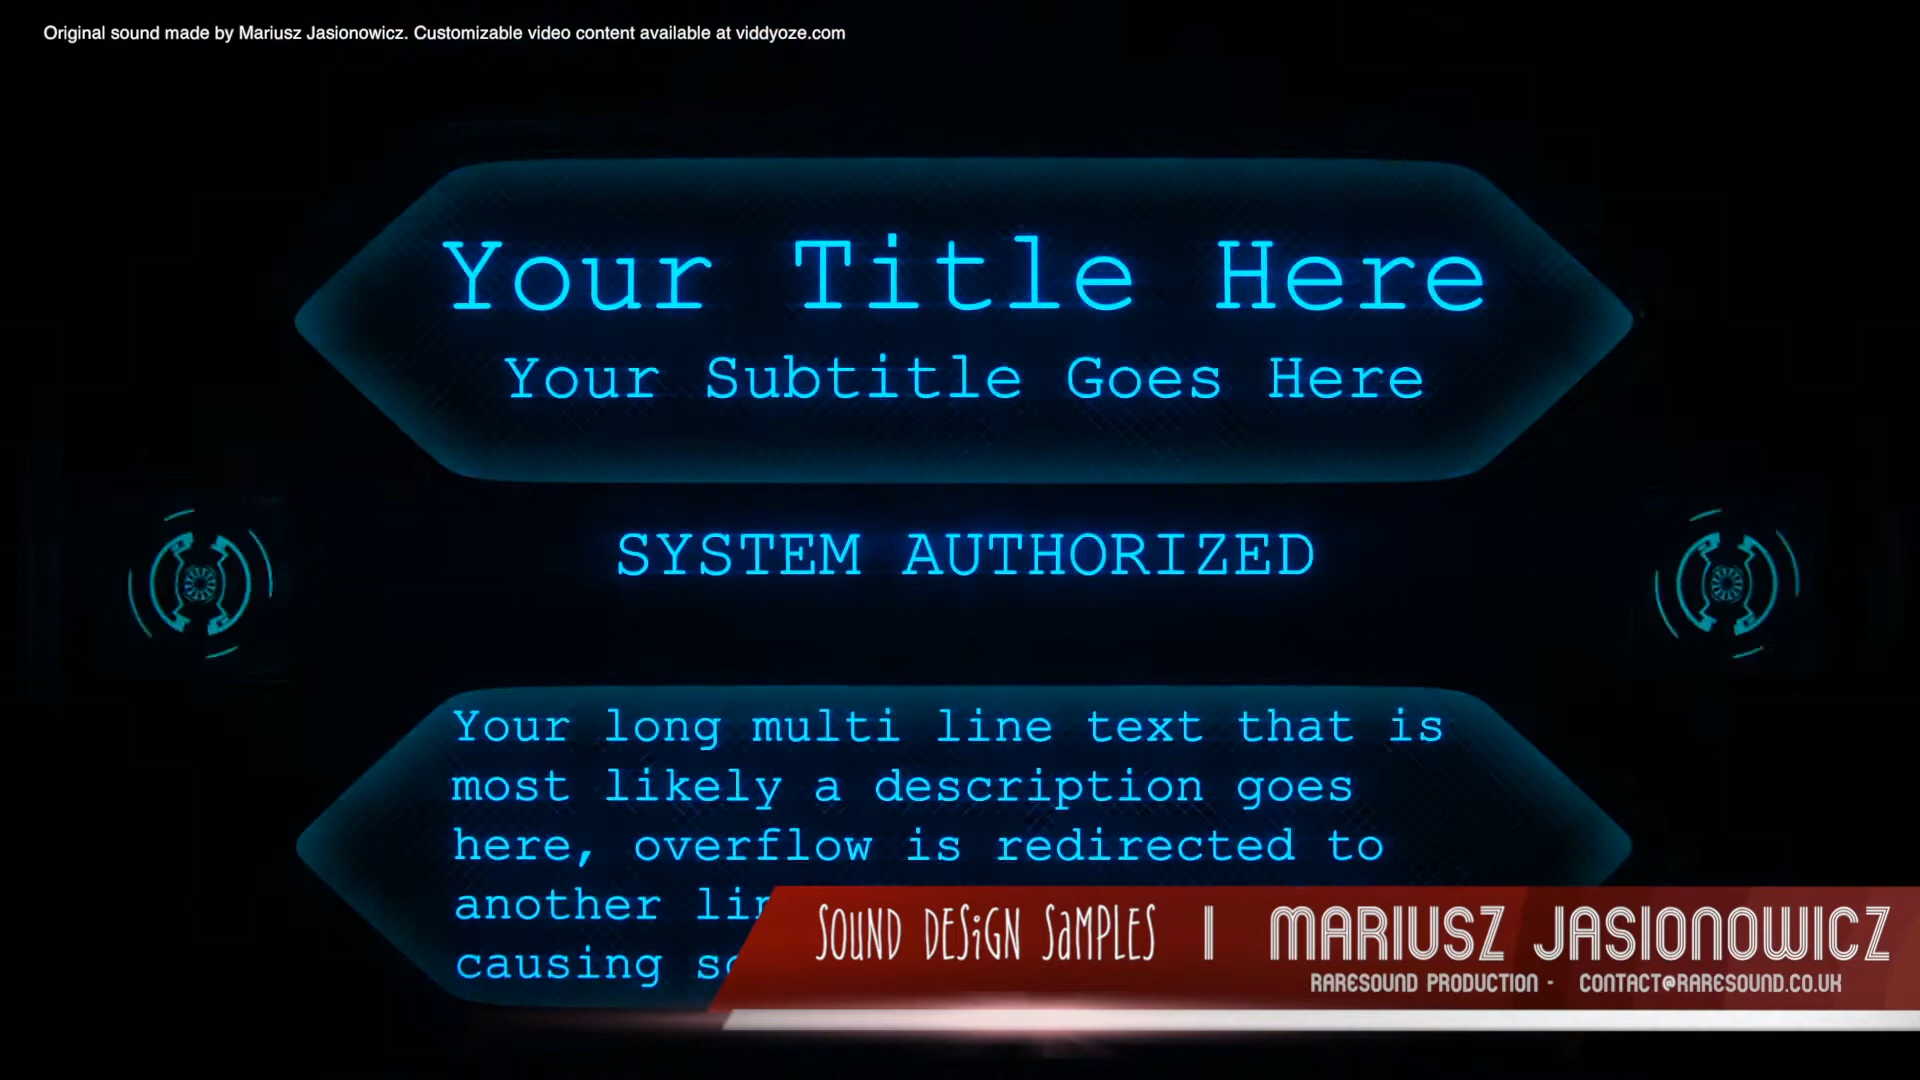 Original sound made by Mariusz Jasionowicz. Customizable video content available at viddyoze.com
Your Title Here
Your Subtitle Goes Here
SYSTEM AUTHORIZED
Your long multi line text that is
most likely a description goes
here, overflow is redirected to
another
causing
SOUND DESiGN SaMPLES | MARIUSZ JASIONOWICZ
RARESOUND PRODUCTION - CONTACT@RARESOUND.CO.UK